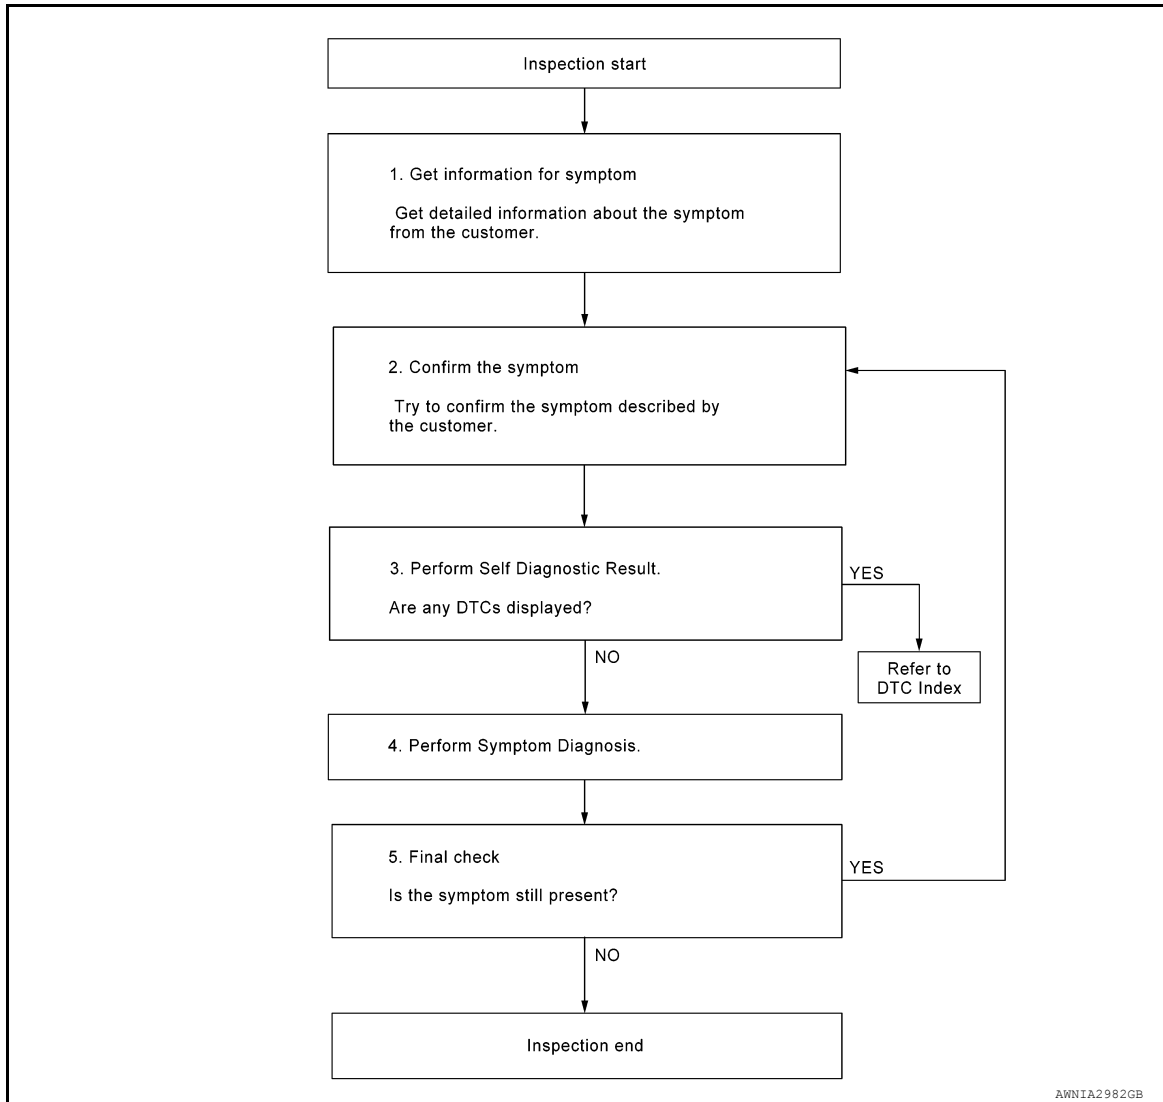 Inspection start
1. Get information for symptom
Get detailed information about the symptom
from the customer.
2. Confirm the symptom
Try to confirm the symptom described by
the customer.
3. Perform Self Diagnostic Result.
Are any DTCs displayed?
YES
NO
Refer to
DTC Index
4. Perform Symptom Diagnosis.
5. Final check
Is the symptom still present?
YES
NO
Inspection end
AWNIA2982GB